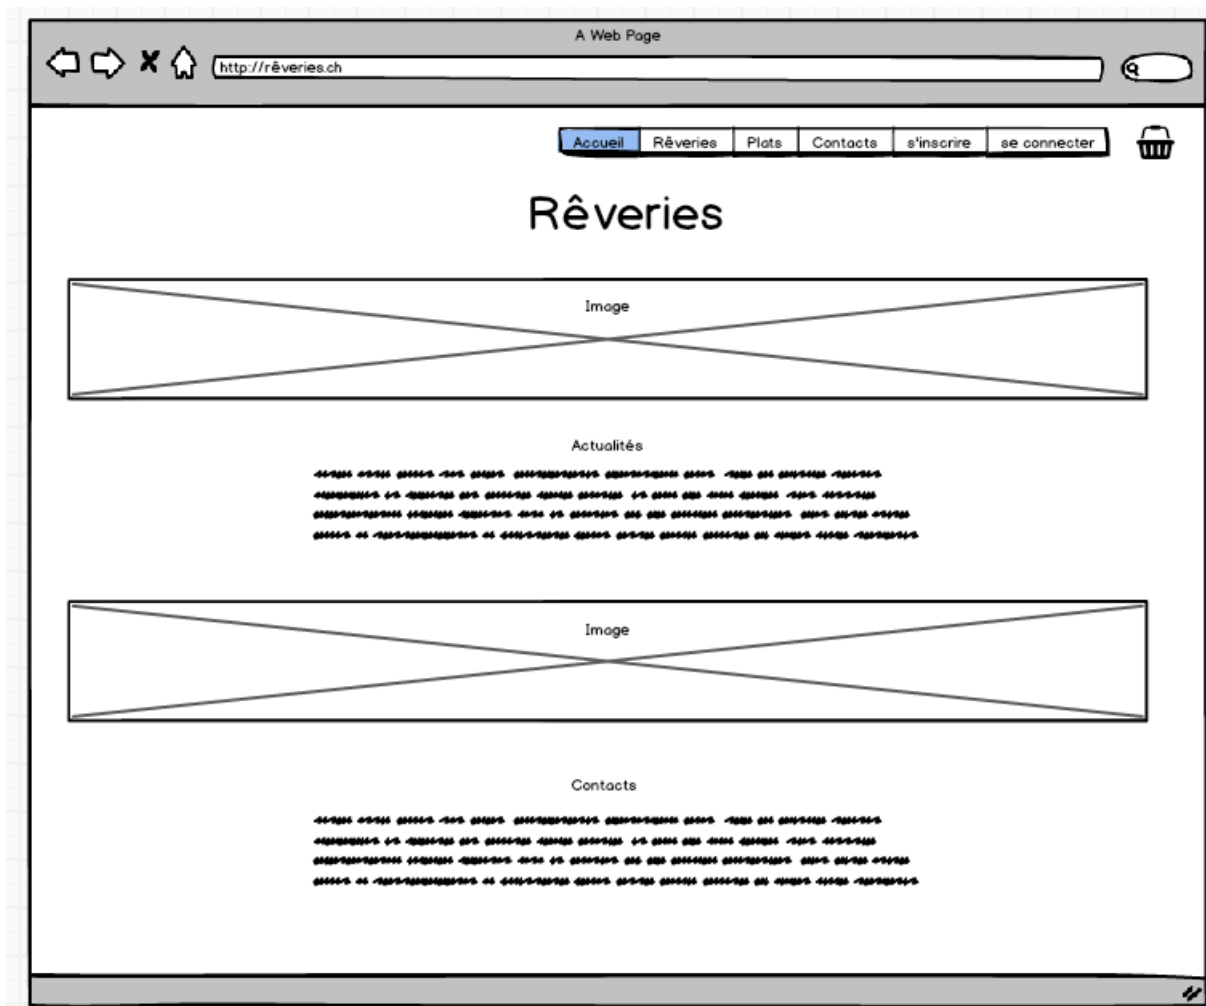 A Web Page
http://rêveries.ch
Accueil Rêveries Plats Contacts s'inscrire se connecter
Rêveries
Image
Actualités
Image
Contacts